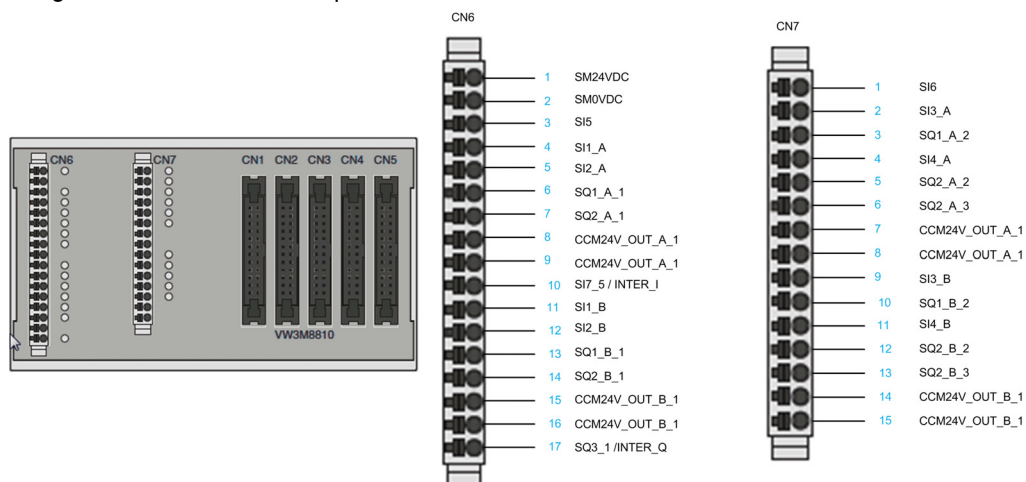 CN6
CN7
CN1
CN2
CN3
CN4
CN5
VW3M8810
CN6
1 SM24VDC
2 SM0VDC
3 SI5
4 SI1_A
5 SI2_A
6 SQ1_A_1
7 SQ2_A_1
8 CCM24V_OUT_A_1
9 CCM24V_OUT_A_1
10 SI7_5 / INTER_I
11 SI1_B
12 SI2_B
13 SQ1_B_1
14 SQ2_B_1
15 CCM24V_OUT_B_1
16 CCM24V_OUT_B_1
17 SQ3_1 /INTER_Q
CN7
1 SI6
2 SI3_A
3 SQ1_A_2
4 SI4_A
5 SQ2_A_2
6 SQ2_A_3
7 CCM24V_OUT_A_1
8 CCM24V_OUT_A_1
9 SI3_B
10 SQ1_B_2
11 SI4_B
12 SQ2_B_2
13 SQ2_B_3
14 CCM24V_OUT_B_1
15 CCM24V_OUT_B_1